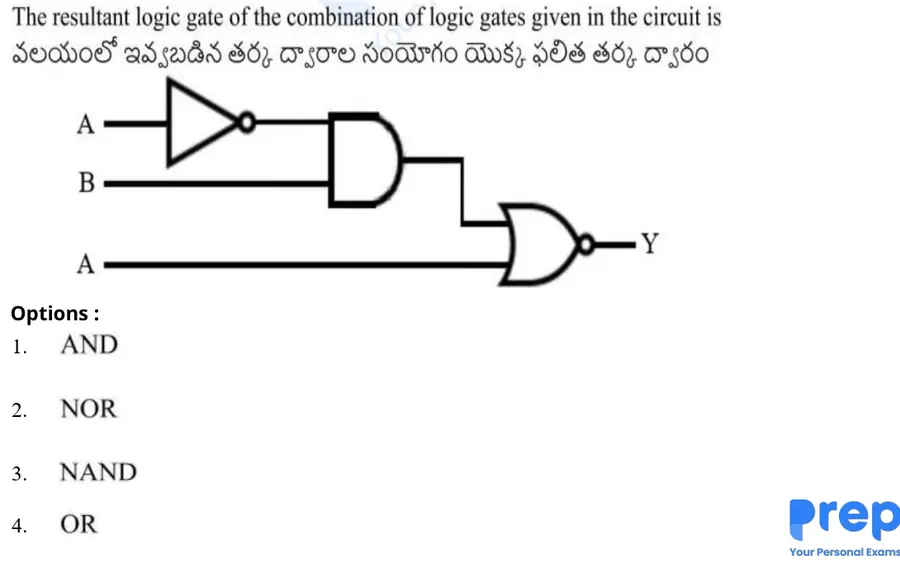 The resultant logic gate of the combination of logic gates given in the circuit is
వలయంలో ఇవ్వబడిన తర్క ద్వారాల సంయోగం యొక్క ఫలిత తర్క ద్వారం
A
B
A
Y
Options :
1. AND
2. NOR
3. NAND
4. OR
Prep
Your Personal Exams